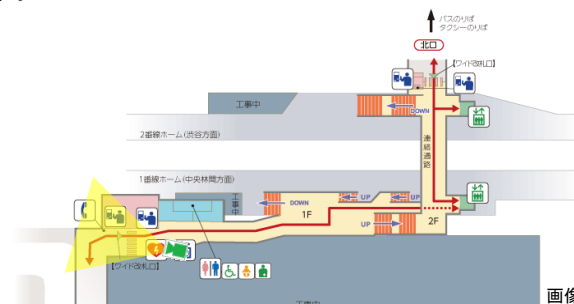 バスのりば
タクシーのりば
北口
【ワイド改札口】
工事中
DOWN
2番線ホーム(渋谷方面)
連絡通路
1番線ホーム(中央林間方面)
工事中
DOWN
UP
UP
1F
UP
2F
【ワイド改札口】
工事中
画像